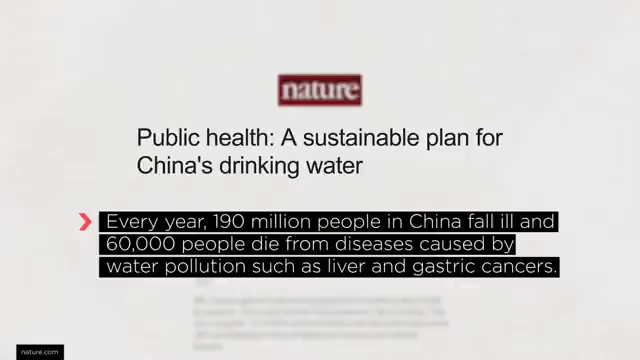 nature
Public health: A sustainable plan for
China's drinking water
Every year, 190 million people in China fall ill and
60,000 people die from diseases caused by
water pollution such as liver and gastric cancers.
nature.com